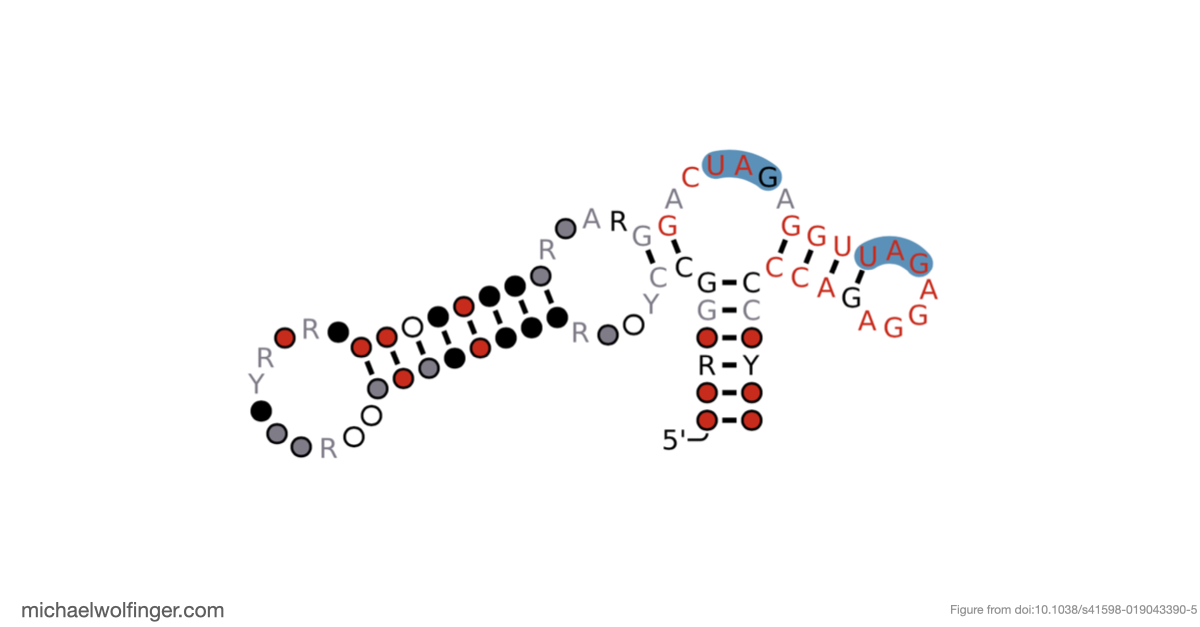 C U A G
A A
G G G U U A G
R A R G C G C C C A G A
R C G C A G G
R Y R
R R Y
Y
R
5'
michaelwolfinger.com
Figure from doi:10.1038/s41598-019043390-5